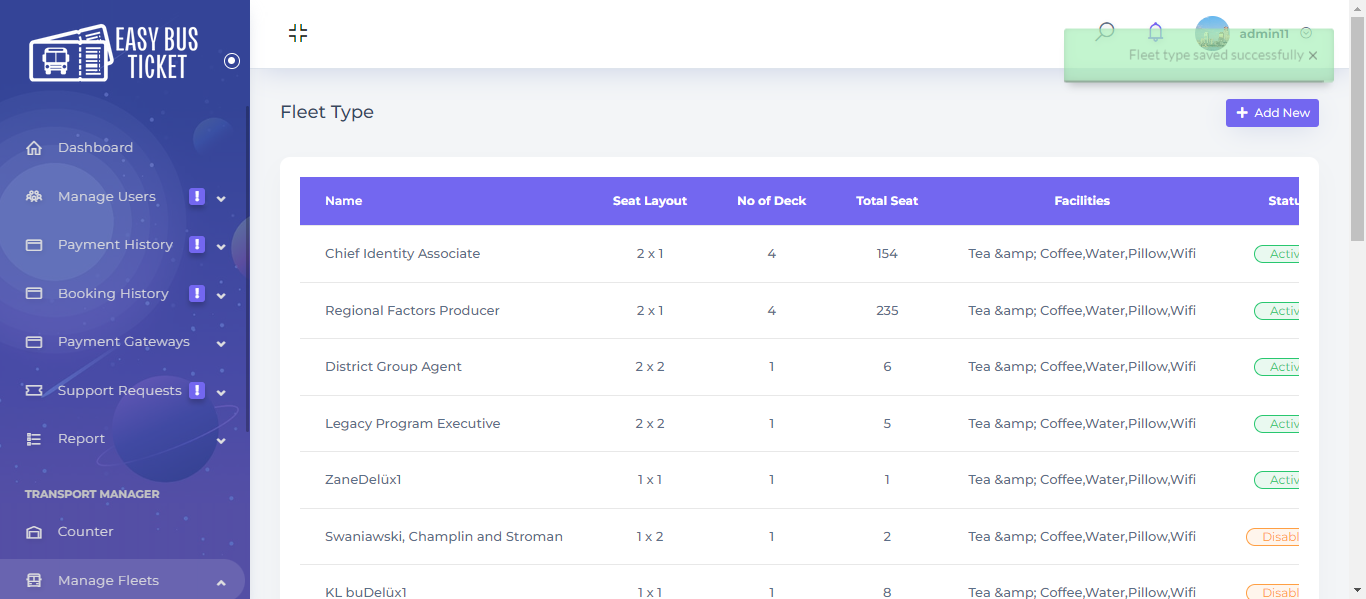 EASY BUS
TICKET
admin11
Fleet type saved successfully ×
Fleet Type
+ Add New
Dashboard
Manage Users !
Payment History !
Booking History !
Payment Gateways
Support Requests !
Report
TRANSPORT MANAGER
Counter
Manage Fleets
Name Seat Layout No of Deck Total Seat Facilities Statu
Chief Identity Associate 2 x 1 4 154 Tea &amp; Coffee,Water,Pillow,Wifi Activ
Regional Factors Producer 2 x 1 4 235 Tea &amp; Coffee,Water,Pillow,Wifi Activ
District Group Agent 2 x 2 1 6 Tea &amp; Coffee,Water,Pillow,Wifi Activ
Legacy Program Executive 2 x 2 1 5 Tea &amp; Coffee,Water,Pillow,Wifi Activ
ZaneDelüx1 1 x 1 1 1 Tea &amp; Coffee,Water,Pillow,Wifi Activ
Swaniawski, Champlin and Stroman 1 x 2 1 2 Tea &amp; Coffee,Water,Pillow,Wifi Disabl
KL buDelüx1 1 x 1 1 8 Tea &amp; Coffee,Water,Pillow,Wifi Disabl